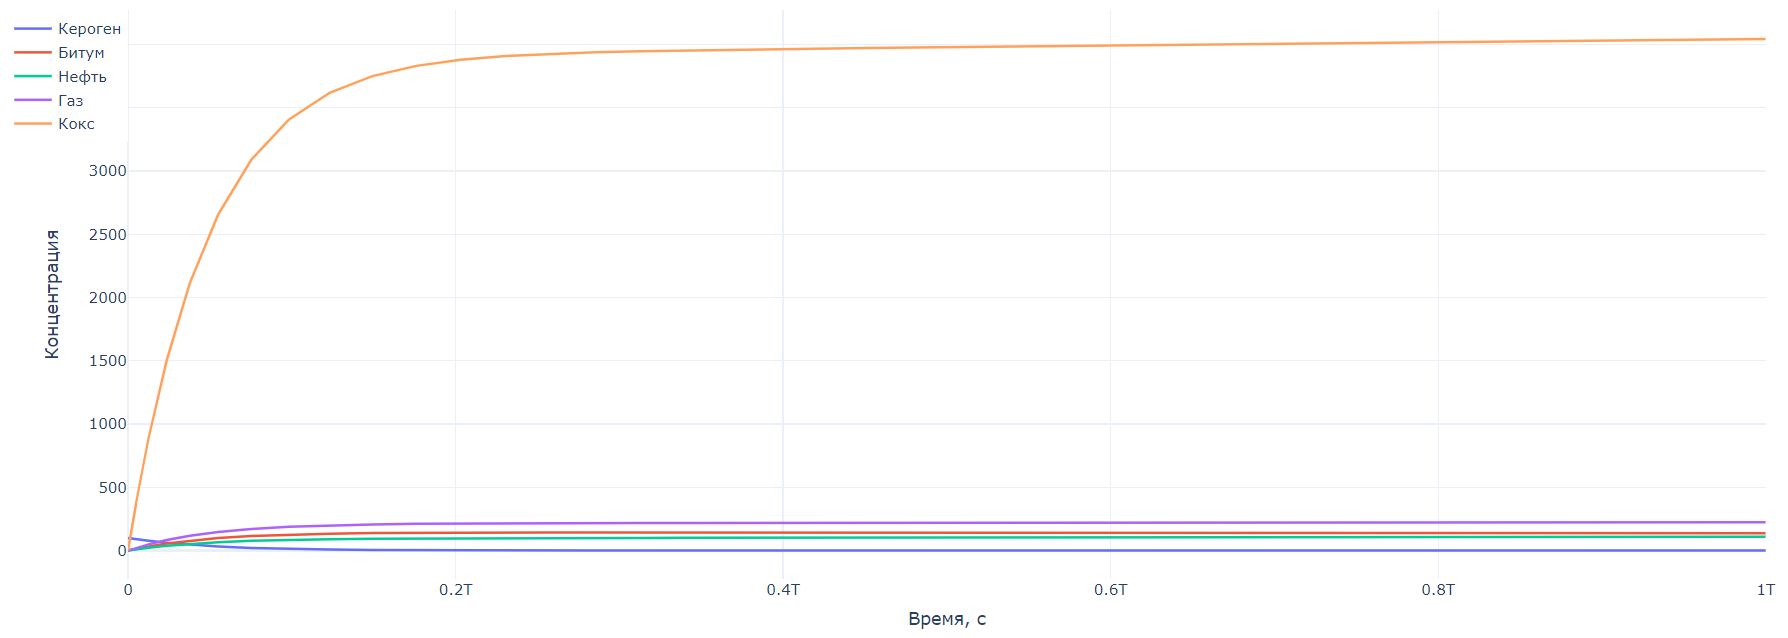 Кероген
Битум
Нефть
Газ
Кокс
3000
2500
2000
1500
1000
500
0
Концентрация
0 0.2T 0.4T 0.6T 0.8T 1T
Время, с